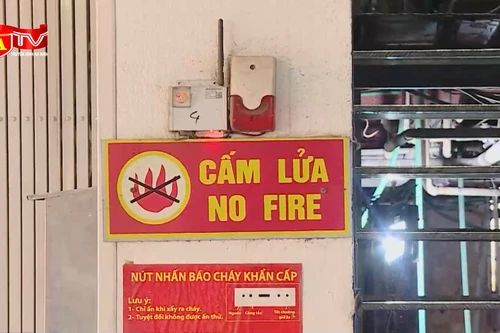 ATV
4
CẤM LỬA
NO FIRE
NÚT NHẤN BÁO CHÁY KHẨN CẤP
Lưu ý:
1- Chỉ ấn khi xảy ra cháy.
2- Tuyệt đối không được ấn thử.